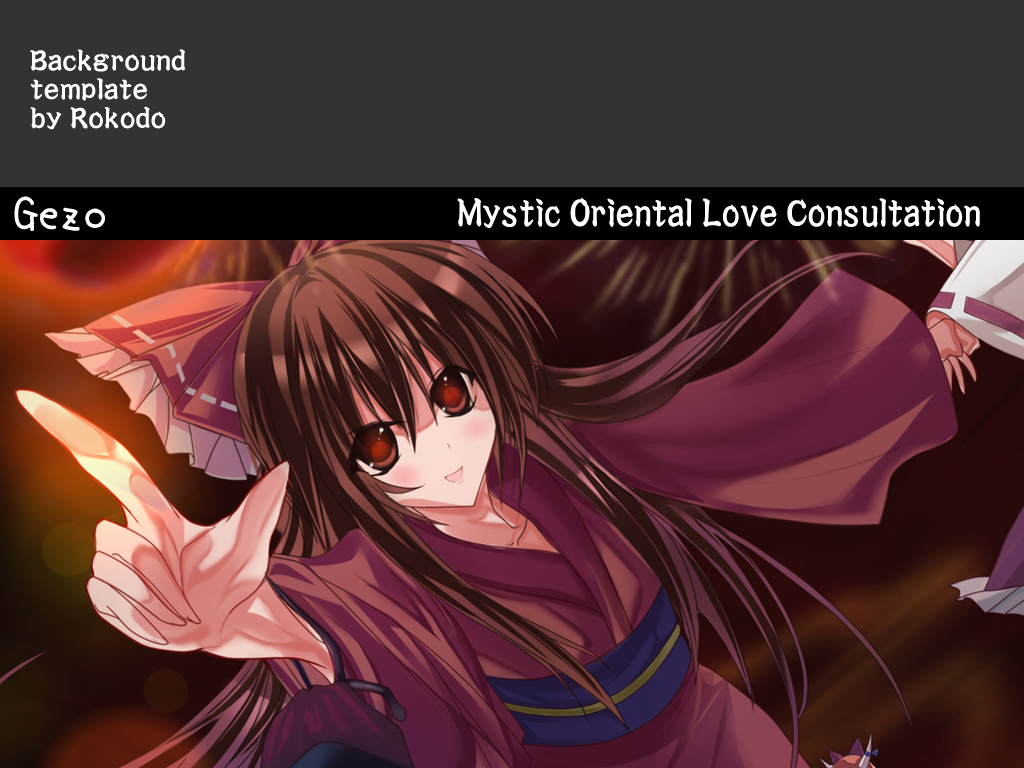 Background
template
by Rokodo
Gezo
Mystic Oriental Love Consultation